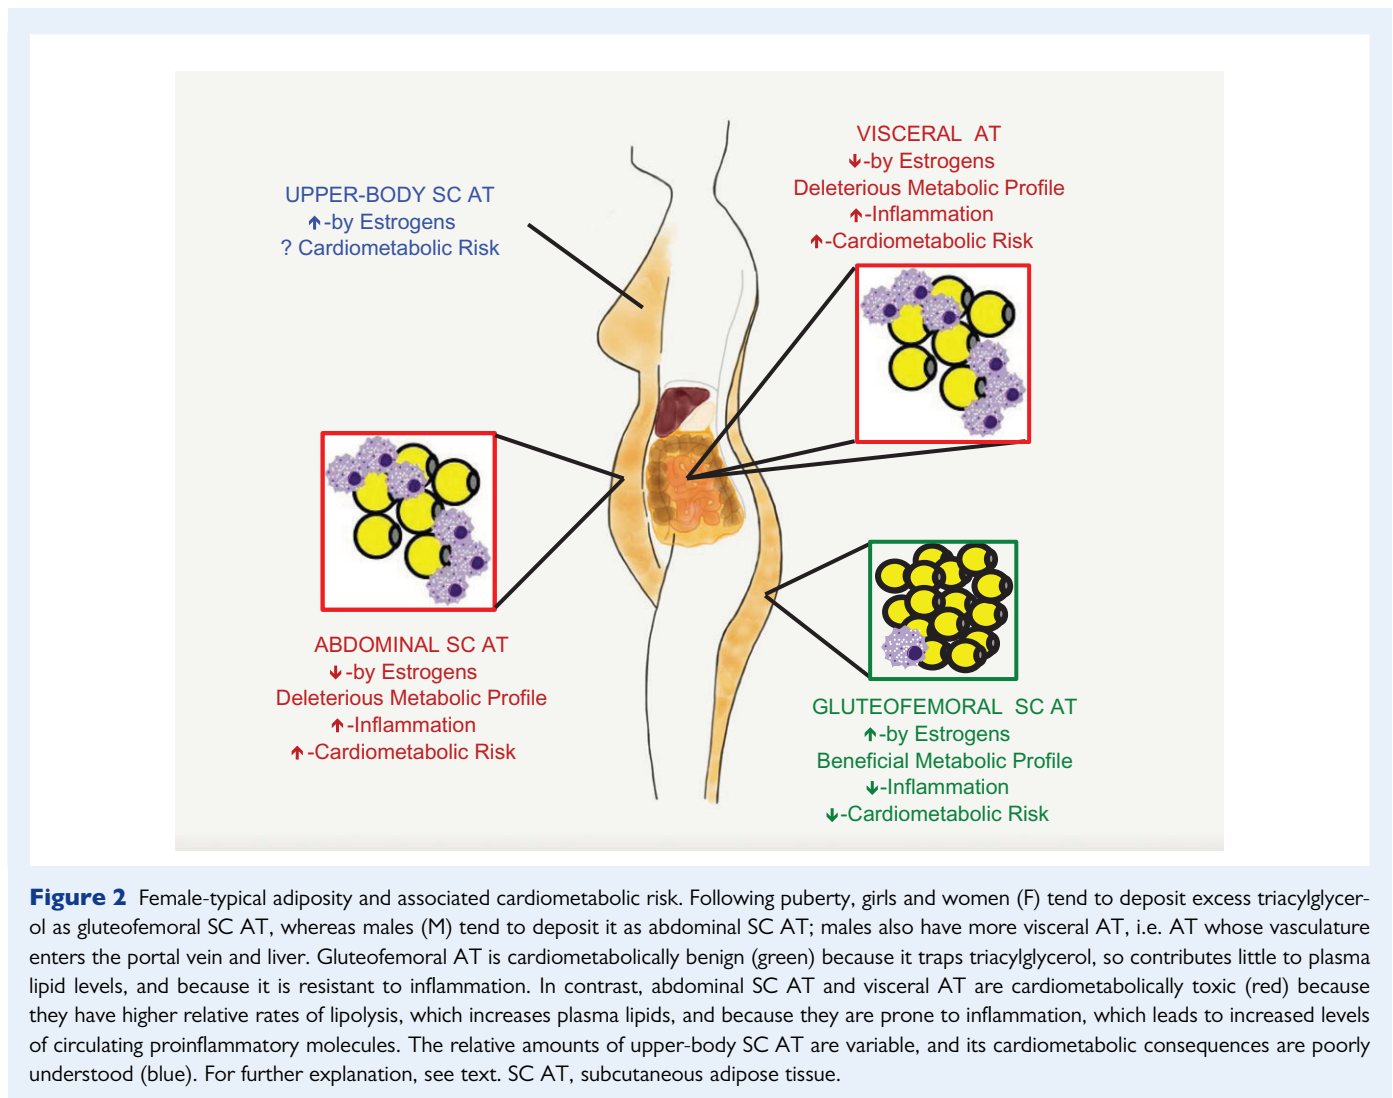 UPPER-BODY SC AT
↑-by Estrogens
? Cardiometabolic Risk
VISCERAL AT
↓-by Estrogens
Deleterious Metabolic Profile
↑-Inflammation
↑-Cardiometabolic Risk
ABDOMINAL SC AT
↓-by Estrogens
Deleterious Metabolic Profile
↑-Inflammation
↑-Cardiometabolic Risk
GLUTEOFEMORAL SC AT
↑-by Estrogens
Beneficial Metabolic Profile
↓-Inflammation
↓-Cardiometabolic Risk
Figure 2 Female-typical adiposity and associated cardiometabolic risk. Following puberty, girls and women (F) tend to deposit excess triacylglycer-
ol as gluteofemoral SC AT, whereas males (M) tend to deposit it as abdominal SC AT; males also have more visceral AT, i.e. AT whose vasculature
enters the portal vein and liver. Gluteofemoral AT is cardiometabolically benign (green) because it traps triacylglycerol, so contributes little to plasma
lipid levels, and because it is resistant to inflammation. In contrast, abdominal SC AT and visceral AT are cardiometabolically toxic (red) because
they have higher relative rates of lipolysis, which increases plasma lipids, and because they are prone to inflammation, which leads to increased levels
of circulating proinflammatory molecules. The relative amounts of upper-body SC AT are variable, and its cardiometabolic consequences are poorly
understood (blue). For further explanation, see text. SC AT, subcutaneous adipose tissue.